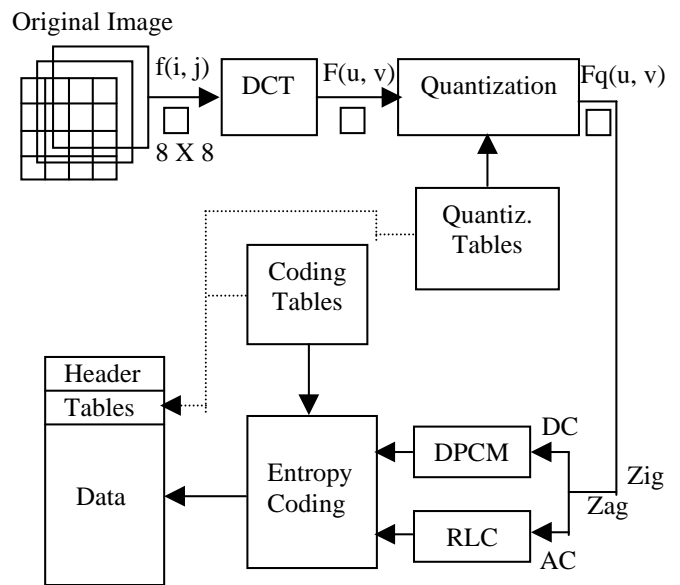 Original Image
f(i, j)
8 X 8
DCT
F(u, v)
Quantization
Fq(u, v)
Quantiz.
Tables
Coding
Tables
Header
Tables
Data
Entropy
Coding
DPCM
RLC
DC
AC
Zig
Zag